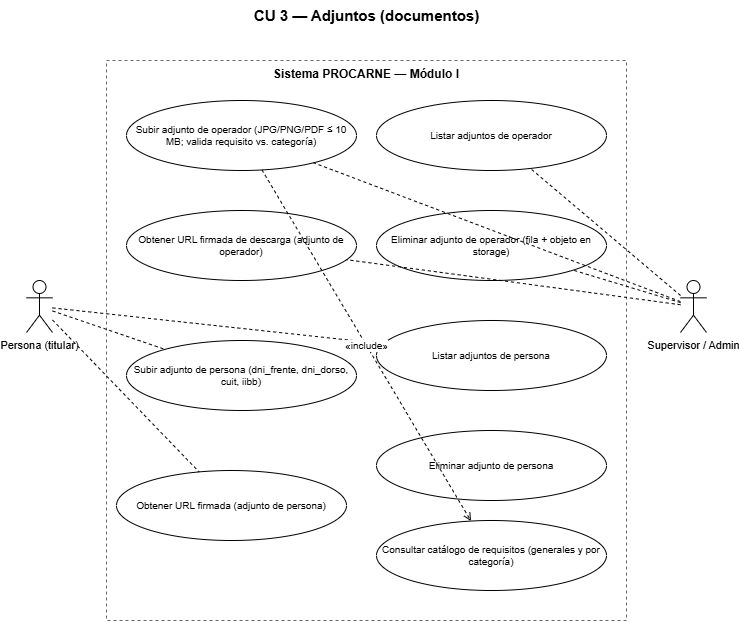 CU 3 — Adjuntos (documentos)
Sistema PROCARNE — Módulo I
Subir adjunto de operador (JPG/PNG/PDF ≤ 10
MB; valida requisito vs. categoría)
Listar adjuntos de operador
Obtener URL firmada de descarga (adjunto de
operador)
Eliminar adjunto de operador (fila + objeto en
storage)
Persona (titular)
Supervisor / Admin
«include»
Listar adjuntos de persona
Subir adjunto de persona (dni_frente, dni_dorso,
cuit, iibb)
Eliminar adjunto de persona
Obtener URL firmada (adjunto de persona)
Consultar catálogo de requisitos (generales y por
categoría)